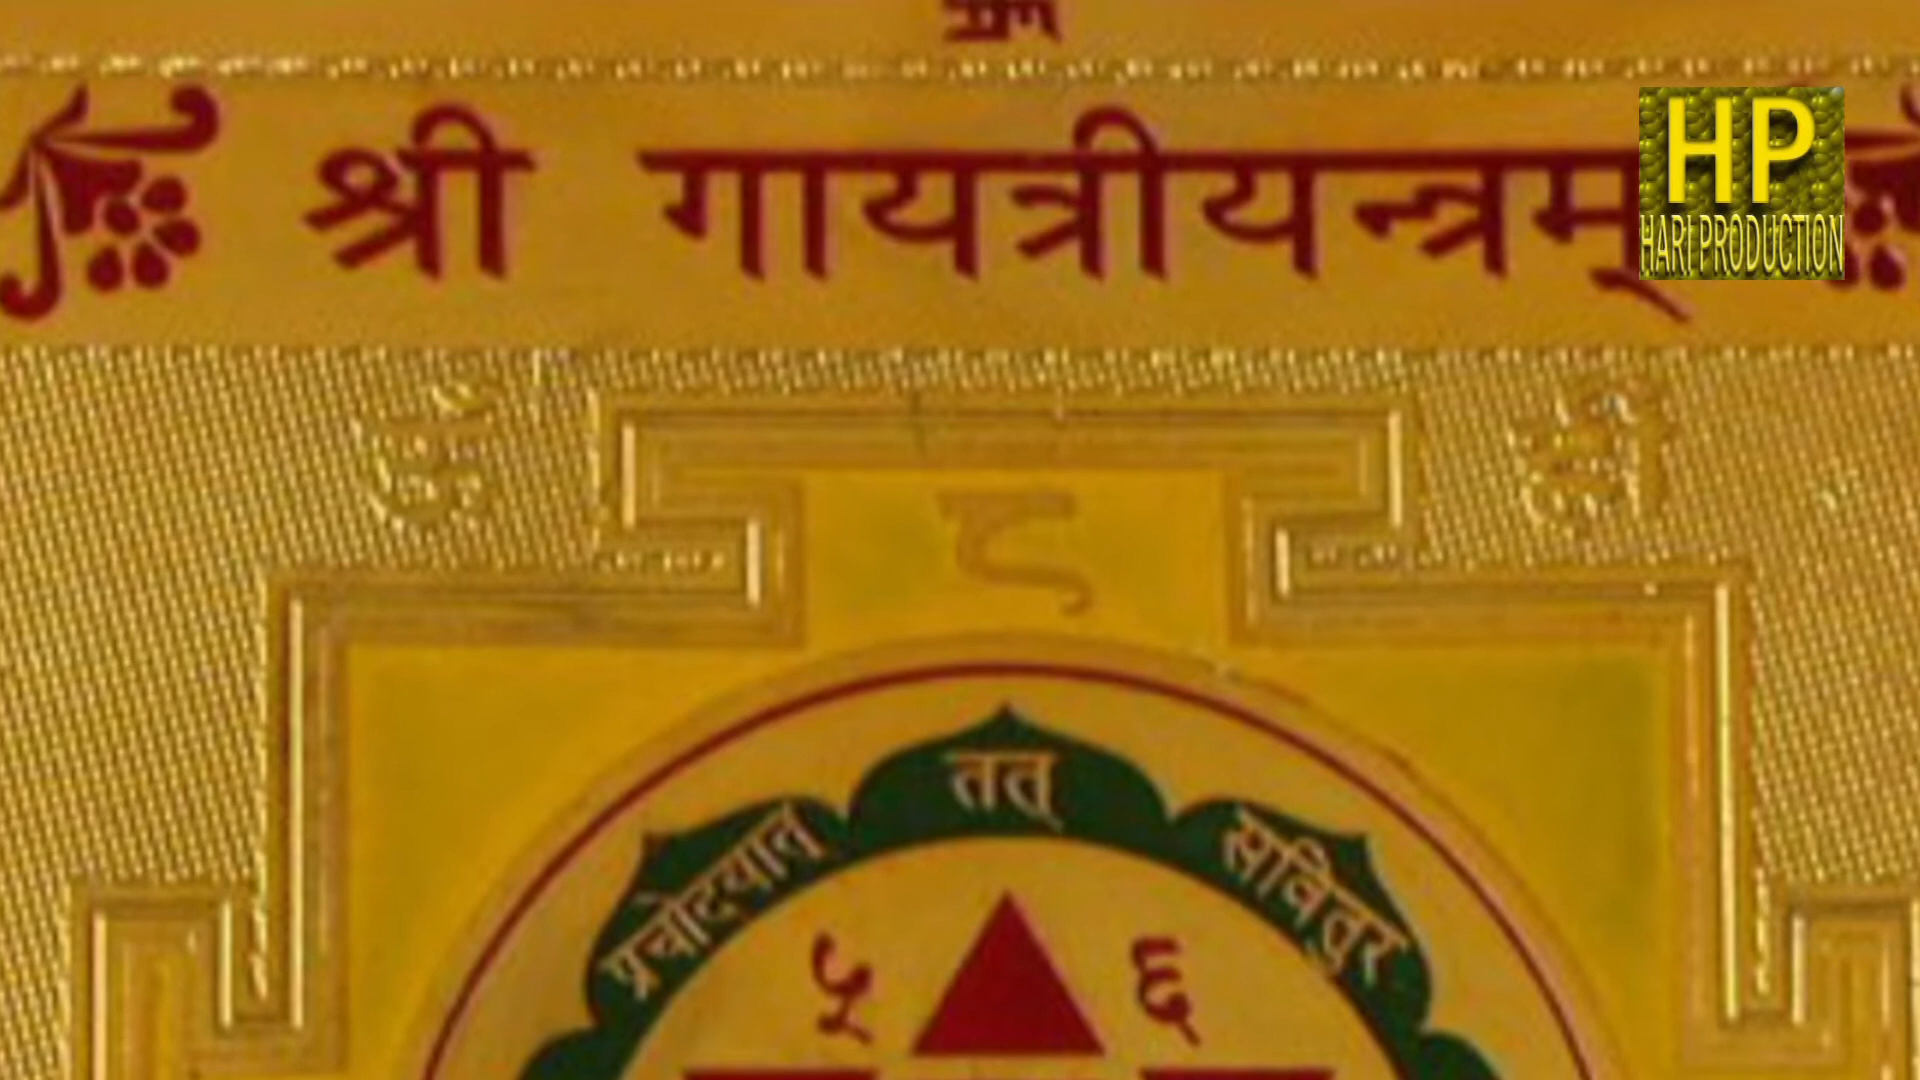 श्री गायत्रीयन्त्रम्
HP
HARI PRODUCTION
८
तत्
प्रचोदयात् सवितुर
५ ६